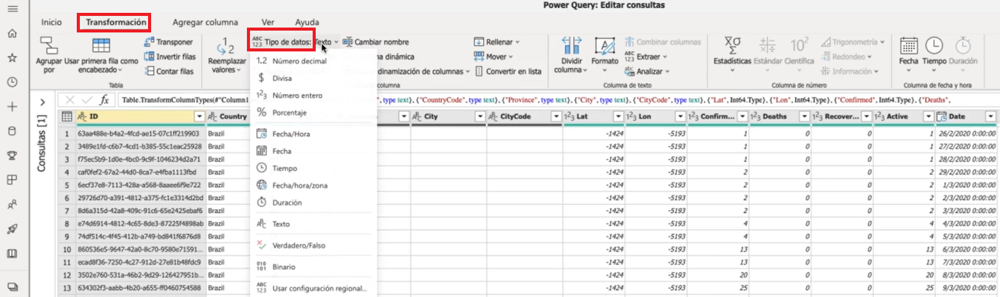 Power Query: Editar consultas
Inicio Transformación Agregar columna Ver Ayuda
Agrupar por
Usar primera fila como encabezado
Transponer
Invertir filas
Contar filas
Tabla
Reemplazar valores
ABC 123 Tipo de datos: Texto
Cambiar nombre
na dinámica
dinamización de columnas
columna
Rellenar
Mover
Convertir en lista
Dividir columna
Formato
Combinar columnas
Extraer
Analizar
Columna de texto
Estadísticas
Estándar
Científica
Trigonometría
Redondeo
Información
Columna de número
Fecha
Tiempo
Duración
Columna de fecha y hora
1.2 Número decimal
$ Divisa
1²3 Número entero
% Porcentaje
Fecha/Hora
Fecha
Tiempo
Fecha/hora/zona
Duración
Texto
Verdadero/Falso
Binario
Usar configuración regional...
Consultas [1]
fx Table.TransformColumnTypes(#"Column1 ", type text}, {"CountryCode", type text}, {"Province", type text}, {"City", type text}, {"CityCode", type text}, {"Lat", Int64.Type}, {"Lon", Int64.Type}, {"Confirmed", Int64.Type}, {"Deaths",
ID Country City CityCode Lat Lon Confirm... Deaths Recover... Active Date
1 63aa488e-b4a2-4fcd-ae15-07c1ff219903 Brazil -1424 -5193 1 0 0 1 26/2/2020 0:00:00
2 3489e1fd-c6b7-4cd1-b385-55c1eac25928 Brazil -1424 -5193 1 0 0 1 27/2/2020 0:00:00
3 f75ec5b9-1d0e-4bc0-9c9f-1046234d2a71 Brazil -1424 -5193 1 0 0 1 28/2/2020 0:00:00
4 caf0fef2-67a2-44d0-8ca7-e4fba1113fbd Brazil -1424 -5193 2 0 0 2 29/2/2020 0:00:00
5 6ecf37e8-7113-428a-a568-8aaee6f9e722 Brazil -1424 -5193 2 0 0 2 1/3/2020 0:00:00
6 29726d70-a391-4812-a375-fc1e3314d2bd Brazil -1424 -5193 2 0 0 2 2/3/2020 0:00:00
7 8d6a315d-42a8-409c-91c6-65e2425ebaf6 Brazil -1424 -5193 2 0 0 2 3/3/2020 0:00:00
8 e74d6914-4812-4c65-8de3-87225f4898ab Brazil -1424 -5193 4 0 0 4 4/3/2020 0:00:00
9 74df514c-4f45-412b-a749-bd841f6876d8 Brazil -1424 -5193 4 0 0 4 5/3/2020 0:00:00
10 860536e5-9647-42a0-8c70-9580e71591... Brazil -1424 -5193 13 0 0 13 6/3/2020 0:00:00
11 ecad8f36-7250-4c27-912d-27e81b48fdc9 Brazil -1424 -5193 13 0 0 13 7/3/2020 0:00:00
12 3502e760-531a-46b2-9d29-126427951b... Brazil -1424 -5193 20 0 0 20 8/3/2020 0:00:00
13 634302f3-aabb-4b20-a655-ff0460754588 Brazil -1424 -5193 25 0 0 25 9/3/2020 0:00:00